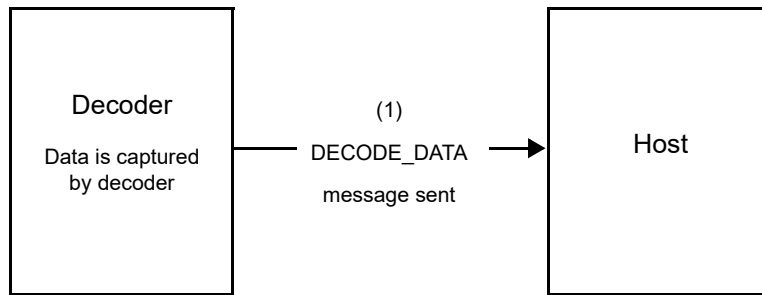 Decoder
Data is captured
by decoder
(1)
DECODE_DATA
message sent
Host